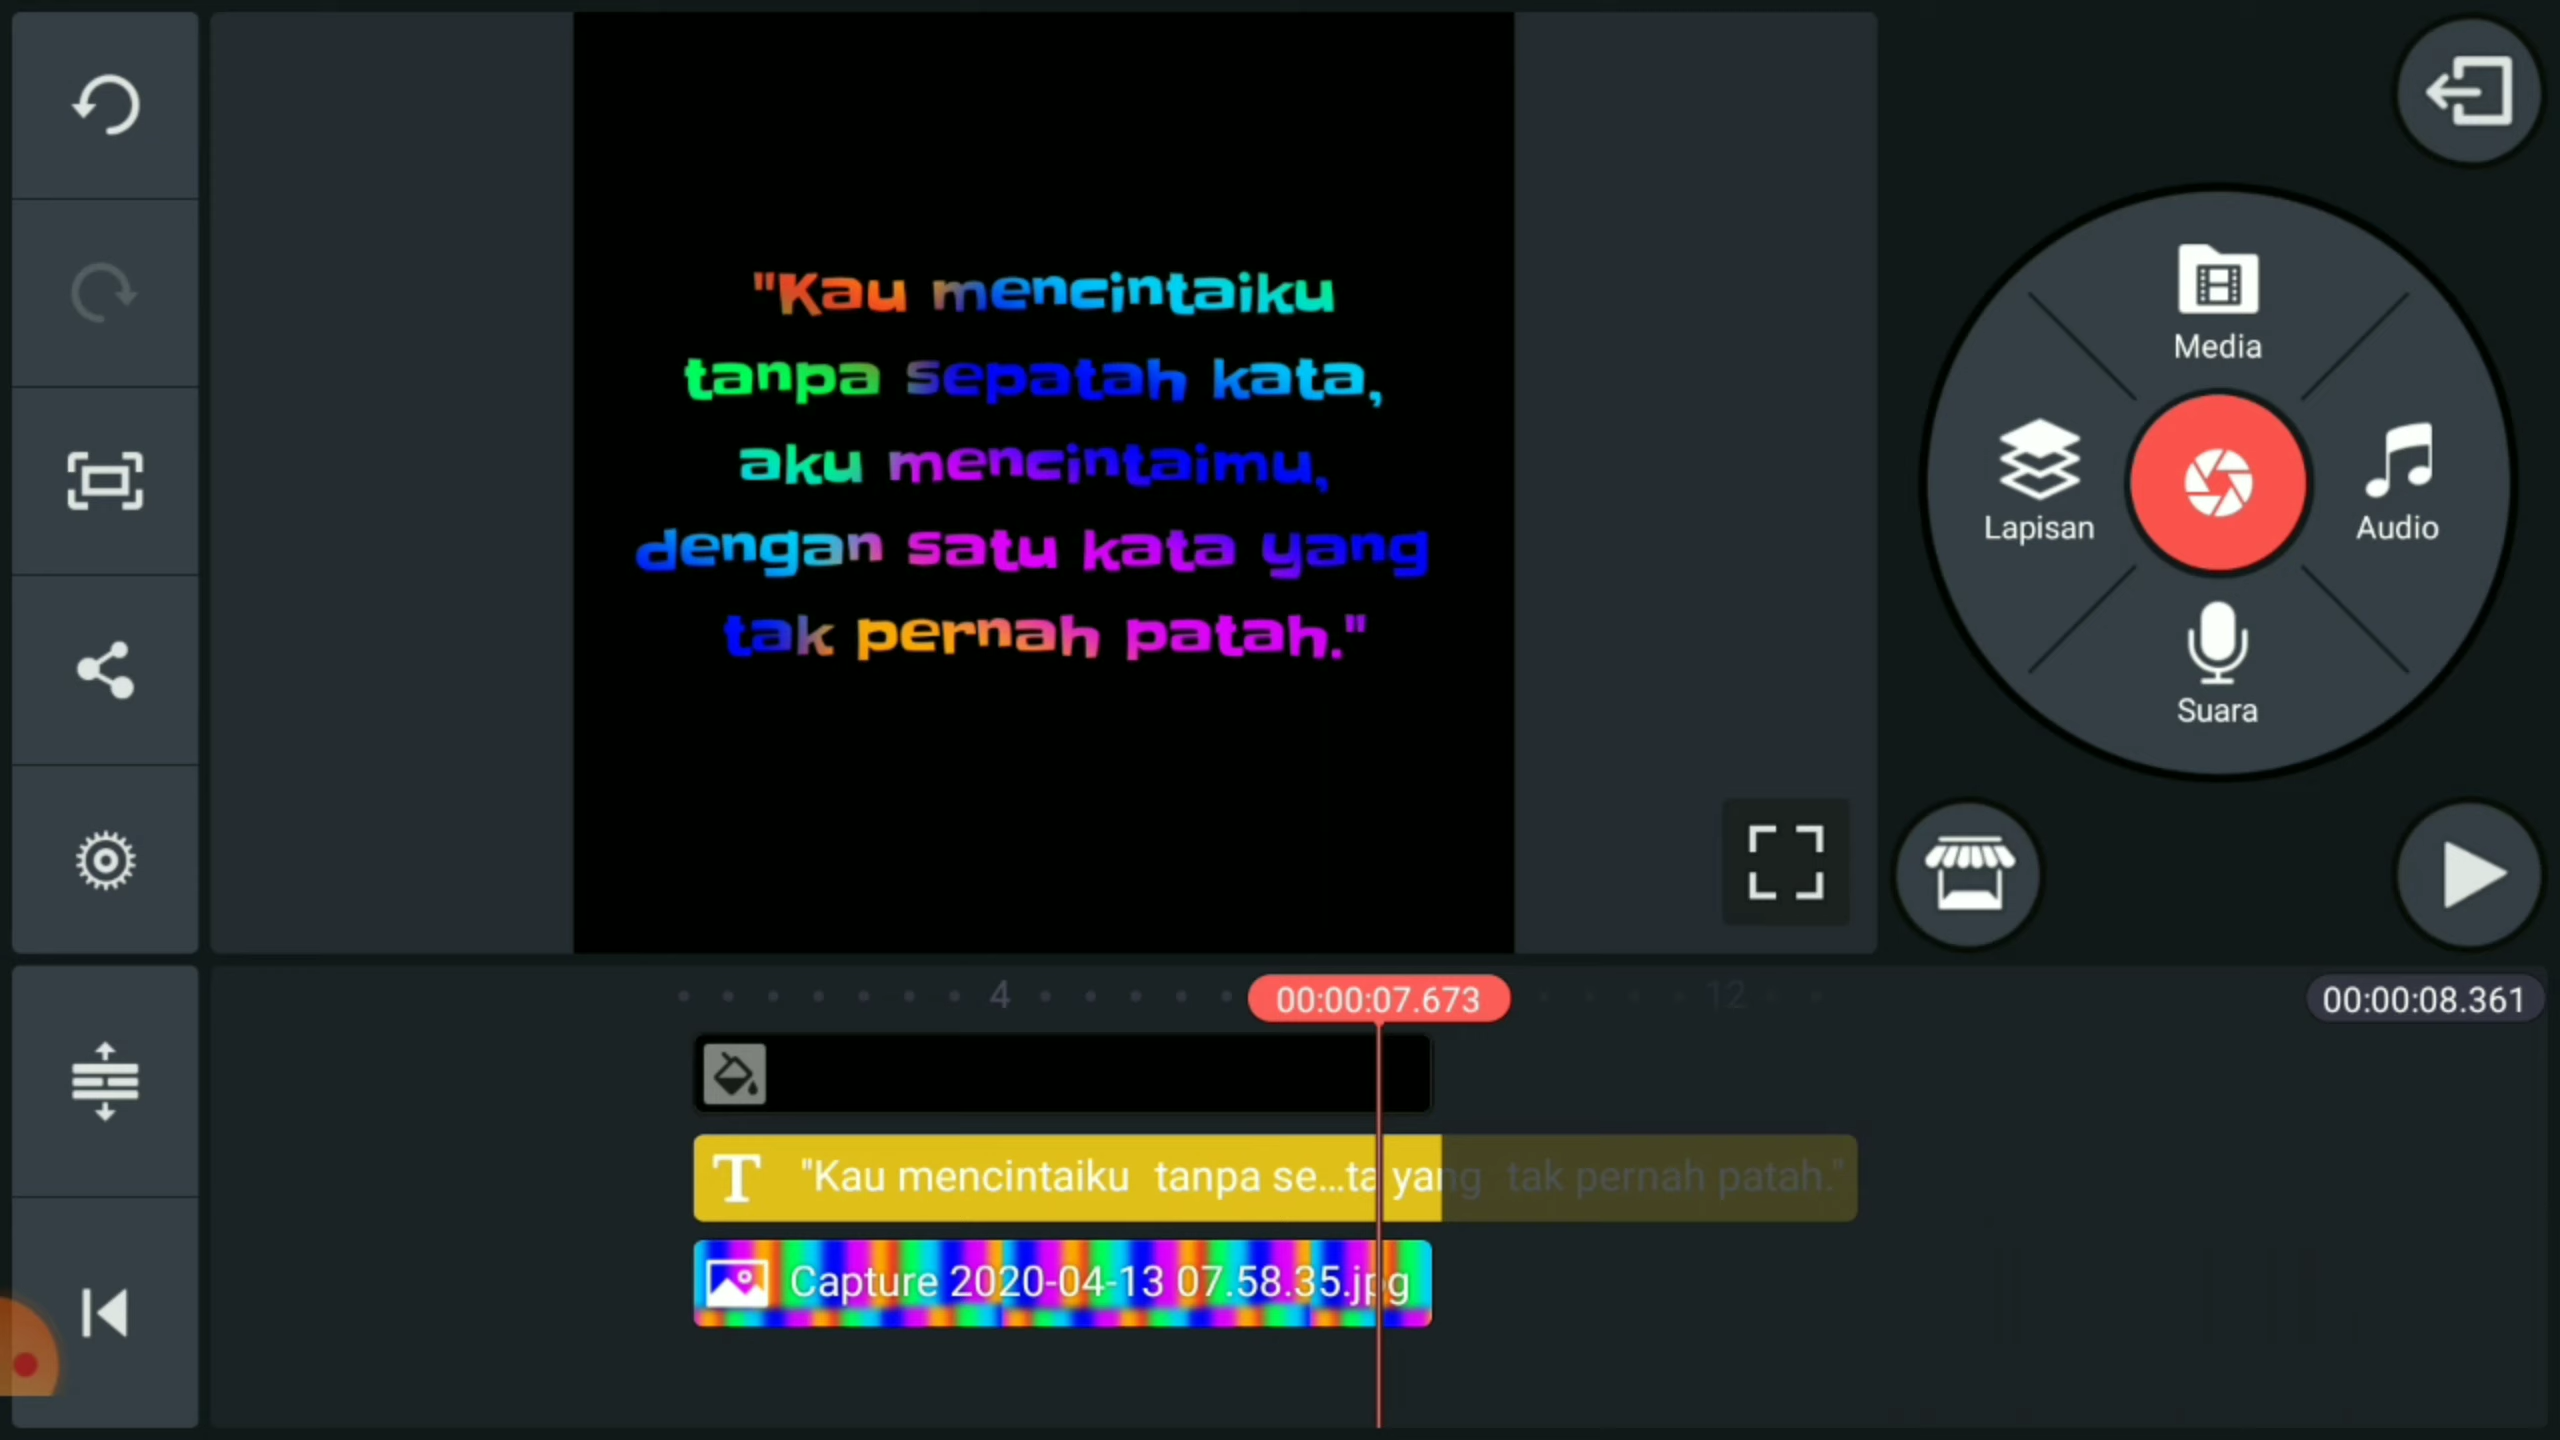 "Kau mencintaiku
tanpa sepatah kata,
aku mencintaimu,
dengan satu kata yang
tak pernah patah."
Media
Lapisan
Audio
Suara
4
00:00:07.673
12
00:00:08.361
T "Kau mencintaiku tanpa se...ta yang tak pernah patah."
Capture 2020-04-13 07.58.35.jpg